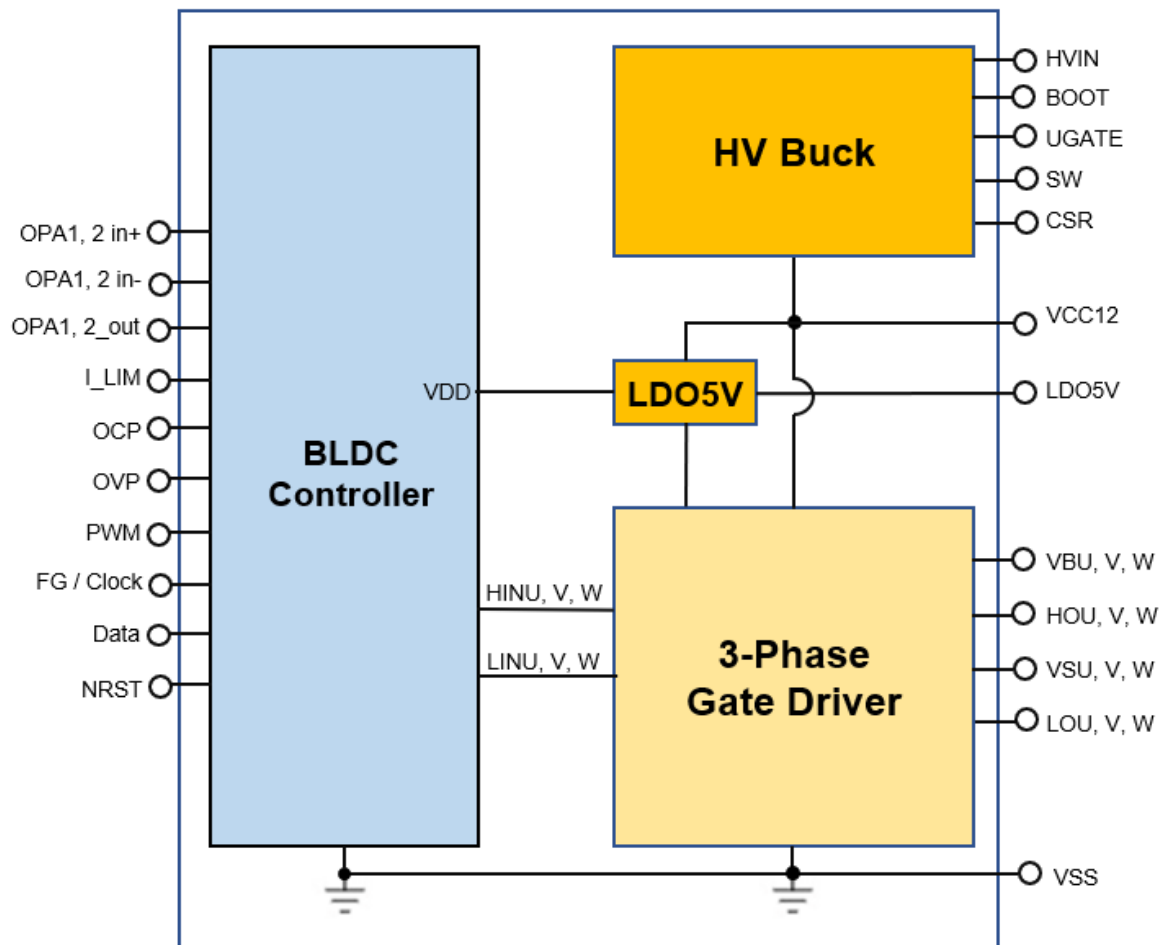 HVIN
BOOT
HV Buck
UGATE
SW
CSR
OPA1, 2 in+
OPA1, 2 in-
OPA1, 2_out
VCC12
I_LIM
VDD
LDO5V
LDO5V
OCP
BLDC
Controller
OVP
PWM
FG / Clock
Data
NRST
HINU, V, W
LINU, V, W
3-Phase
Gate Driver
VBU, V, W
HOU, V, W
VSU, V, W
LOU, V, W
VSS